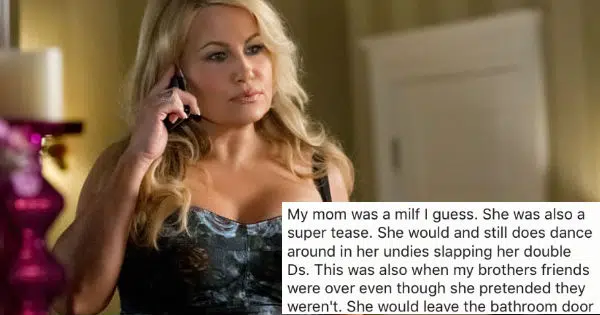 My mom was a milf I guess. She was also a
super tease. She would and still does dance
around in her undies slapping her double
Ds. This was also when my brothers friends
were over even though she pretended they
weren't. She would leave the bathroom door